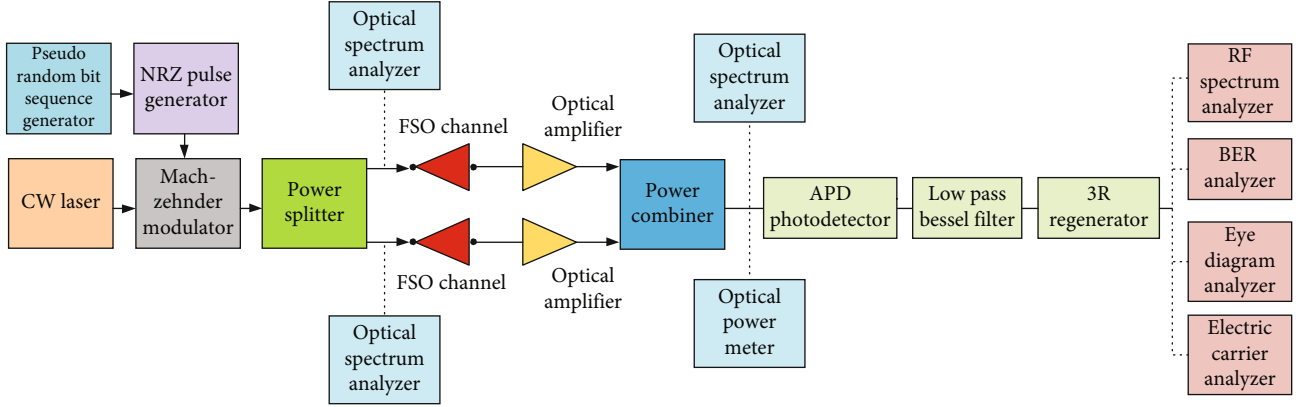 Pseudo
random bit
sequence
generator
NRZ pulse
generator
CW laser
Mach-
zehnder
modulator
Power
splitter
Optical
spectrum
analyzer
FSO channel
Optical
amplifier
FSO channel
Optical
amplifier
Optical
spectrum
analyzer
Power
combiner
Optical
spectrum
analyzer
Optical
power
meter
APD
photodetector
Low pass
bessel filter
3R
regenerator
RF
spectrum
analyzer
BER
analyzer
Eye
diagram
analyzer
Electric
carrier
analyzer